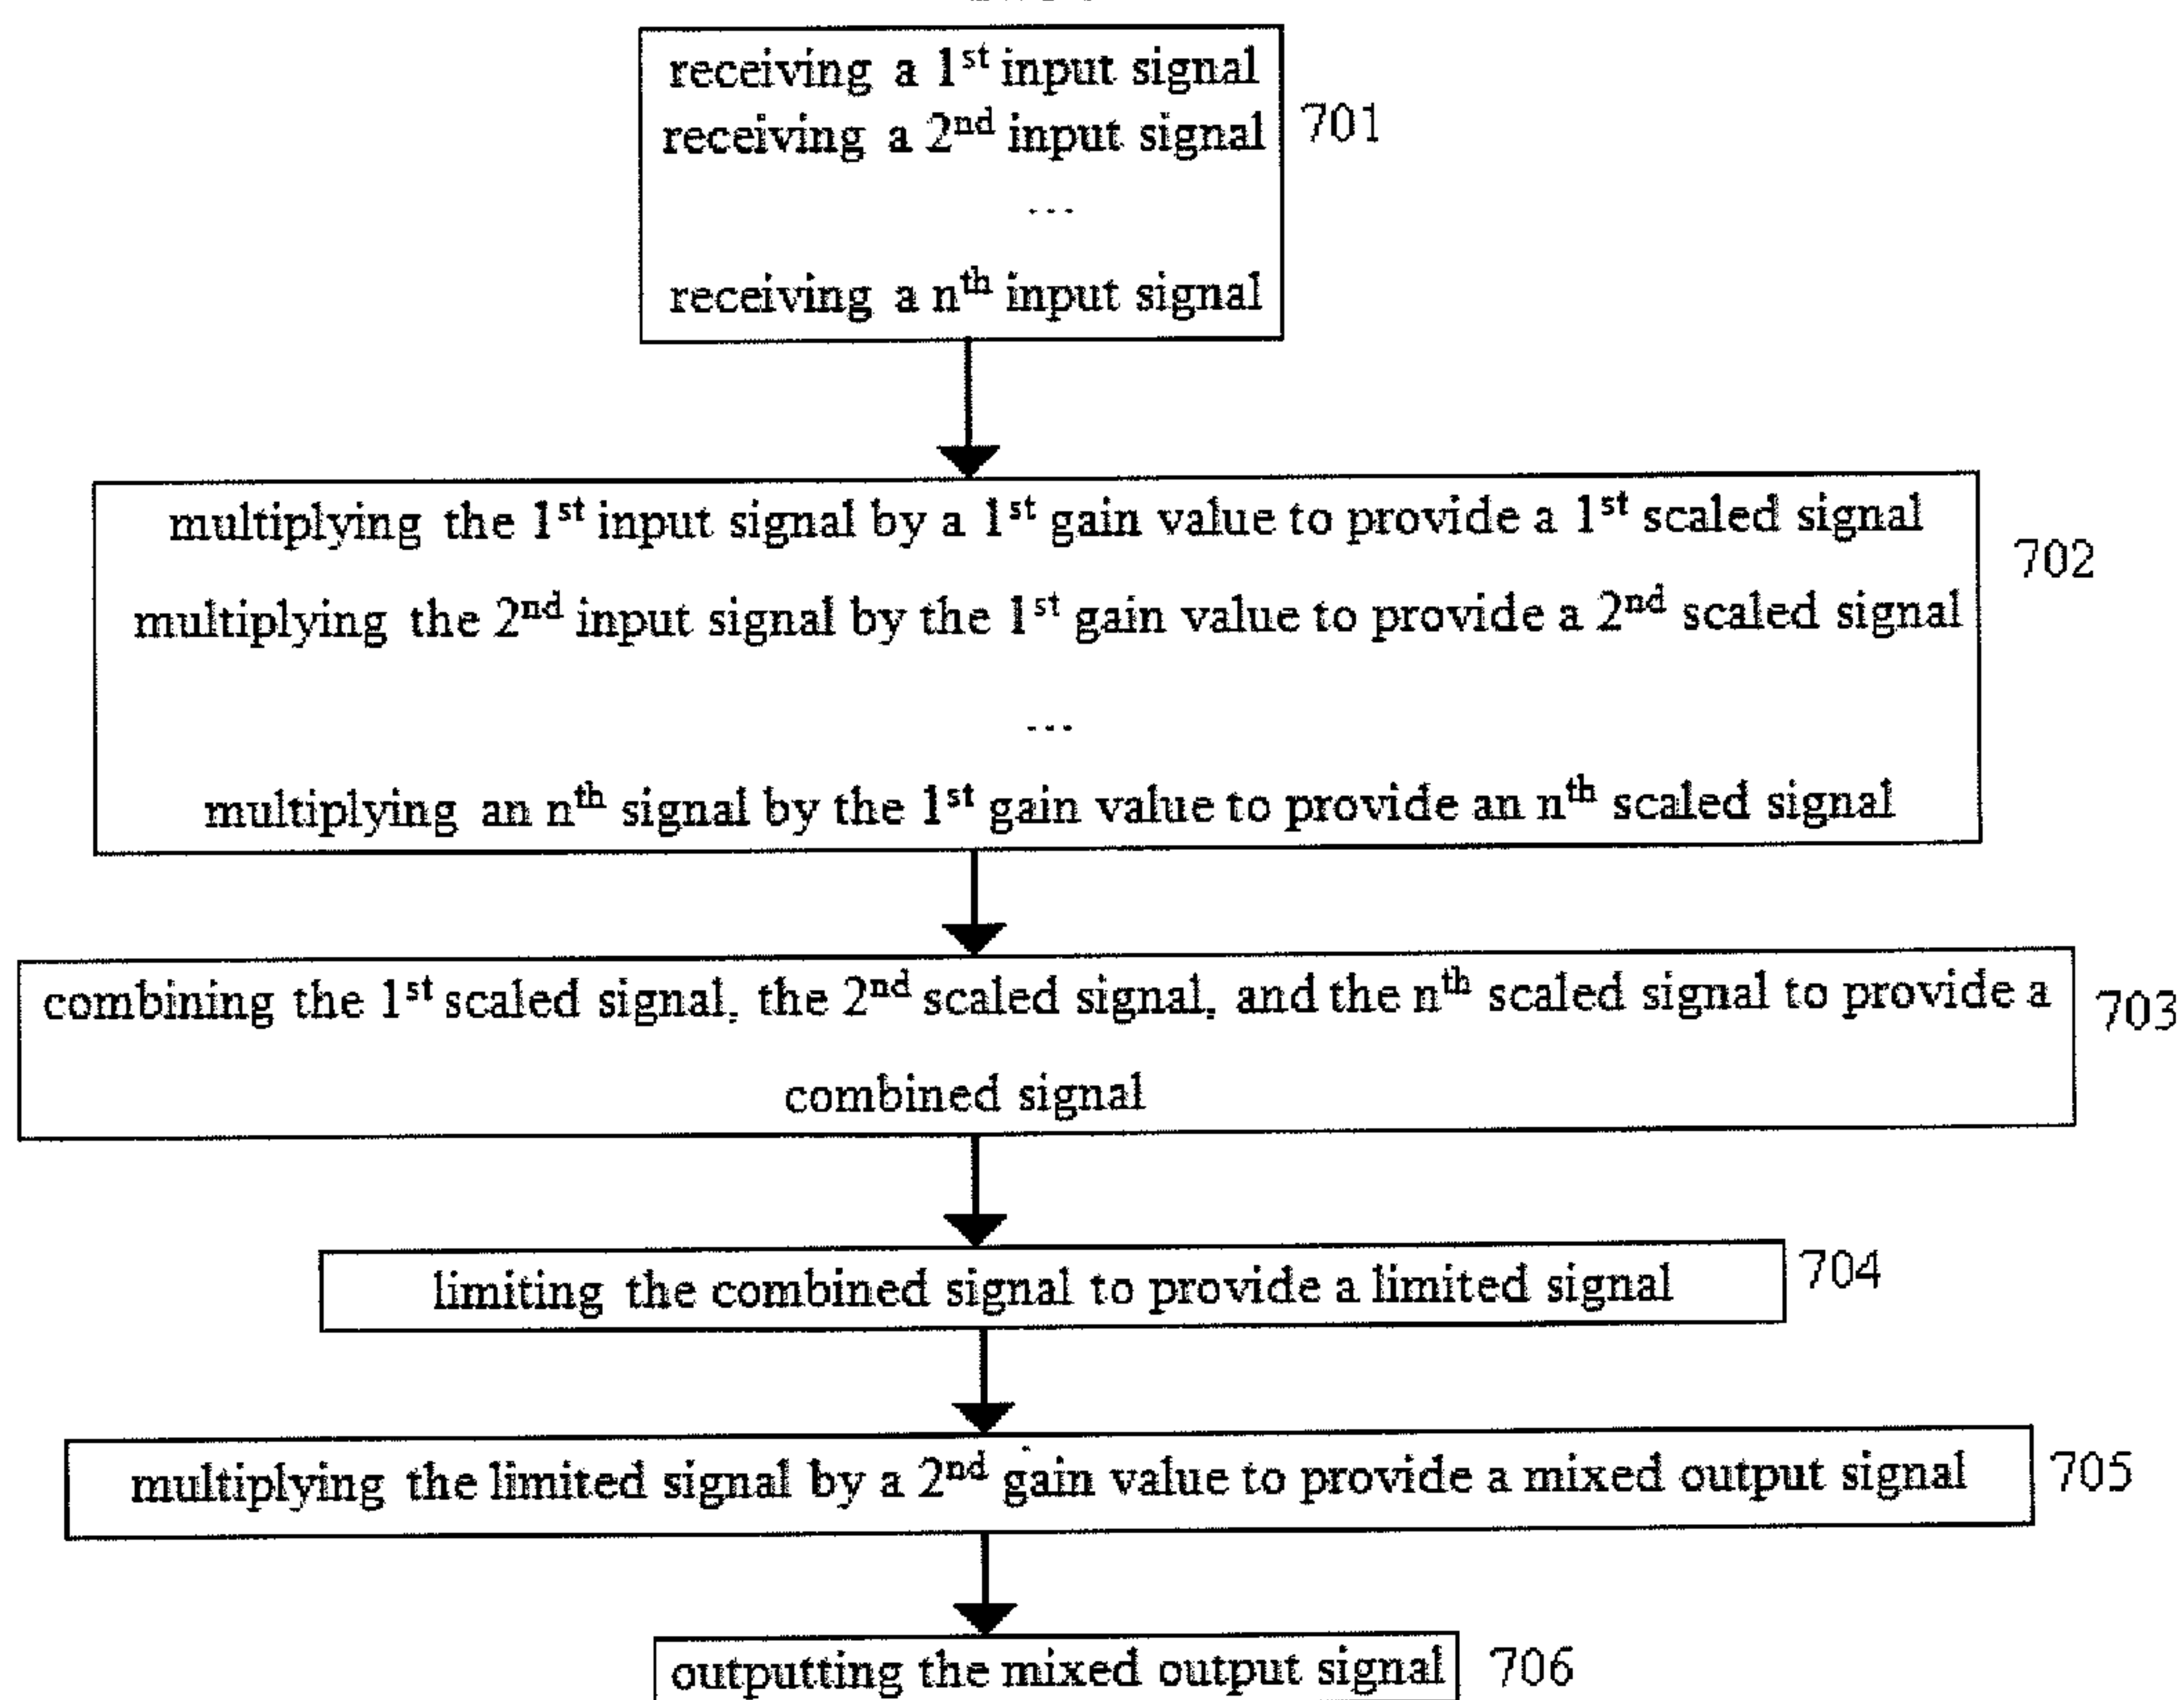 receiving a 1st input signal
receiving a 2nd input signal
...
receiving a nth input signal
701
multiplying the 1st input signal by a 1st gain value to provide a 1st scaled signal
multiplying the 2nd input signal by the 1st gain value to provide a 2nd scaled signal
...
multiplying an nth signal by the 1st gain value to provide an nth scaled signal
702
combining the 1st scaled signal, the 2nd scaled signal, and the nth scaled signal to provide a
combined signal
703
limiting the combined signal to provide a limited signal
704
multiplying the limited signal by a 2nd gain value to provide a mixed output signal
705
outputting the mixed output signal
706